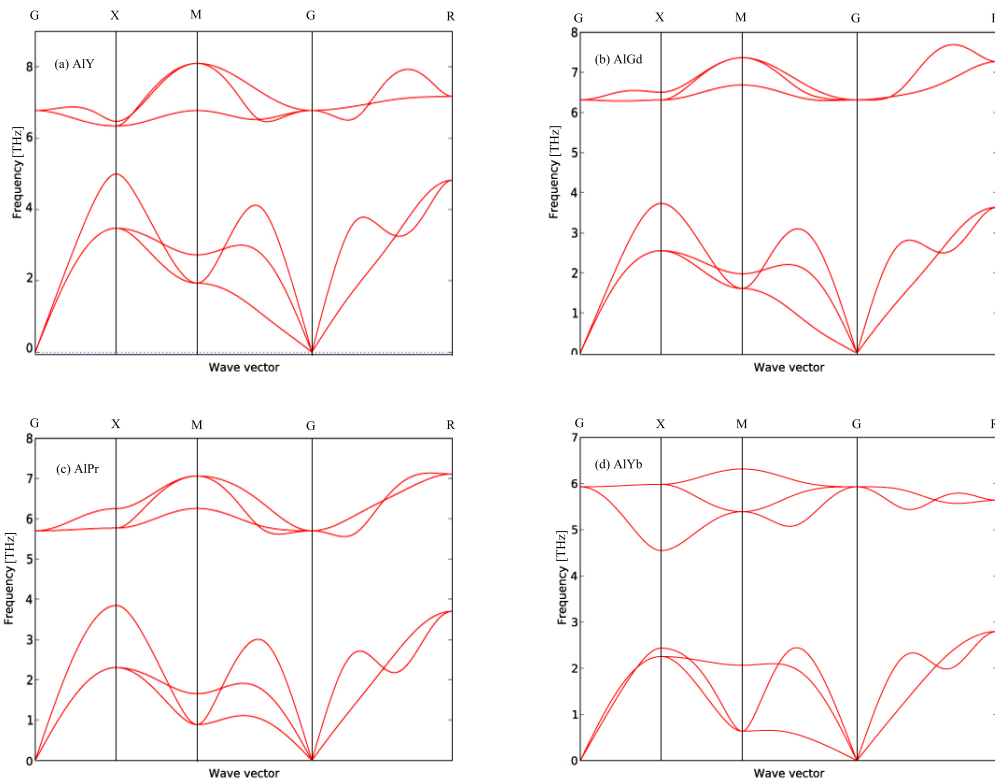 G X M G R
(a) AlY
8
6
4
2
0
Frequency [THz]
Wave vector
G X M G
(b) AlGd
8
7
6
5
4
3
2
1
0
Frequency [THz]
Wave vector
G X M G R
(c) AlPr
8
7
6
5
4
3
2
1
0
Frequency [THz]
Wave vector
G X M G
(d) AlYb
7
6
5
4
3
2
1
0
Frequency [THz]
Wave vector